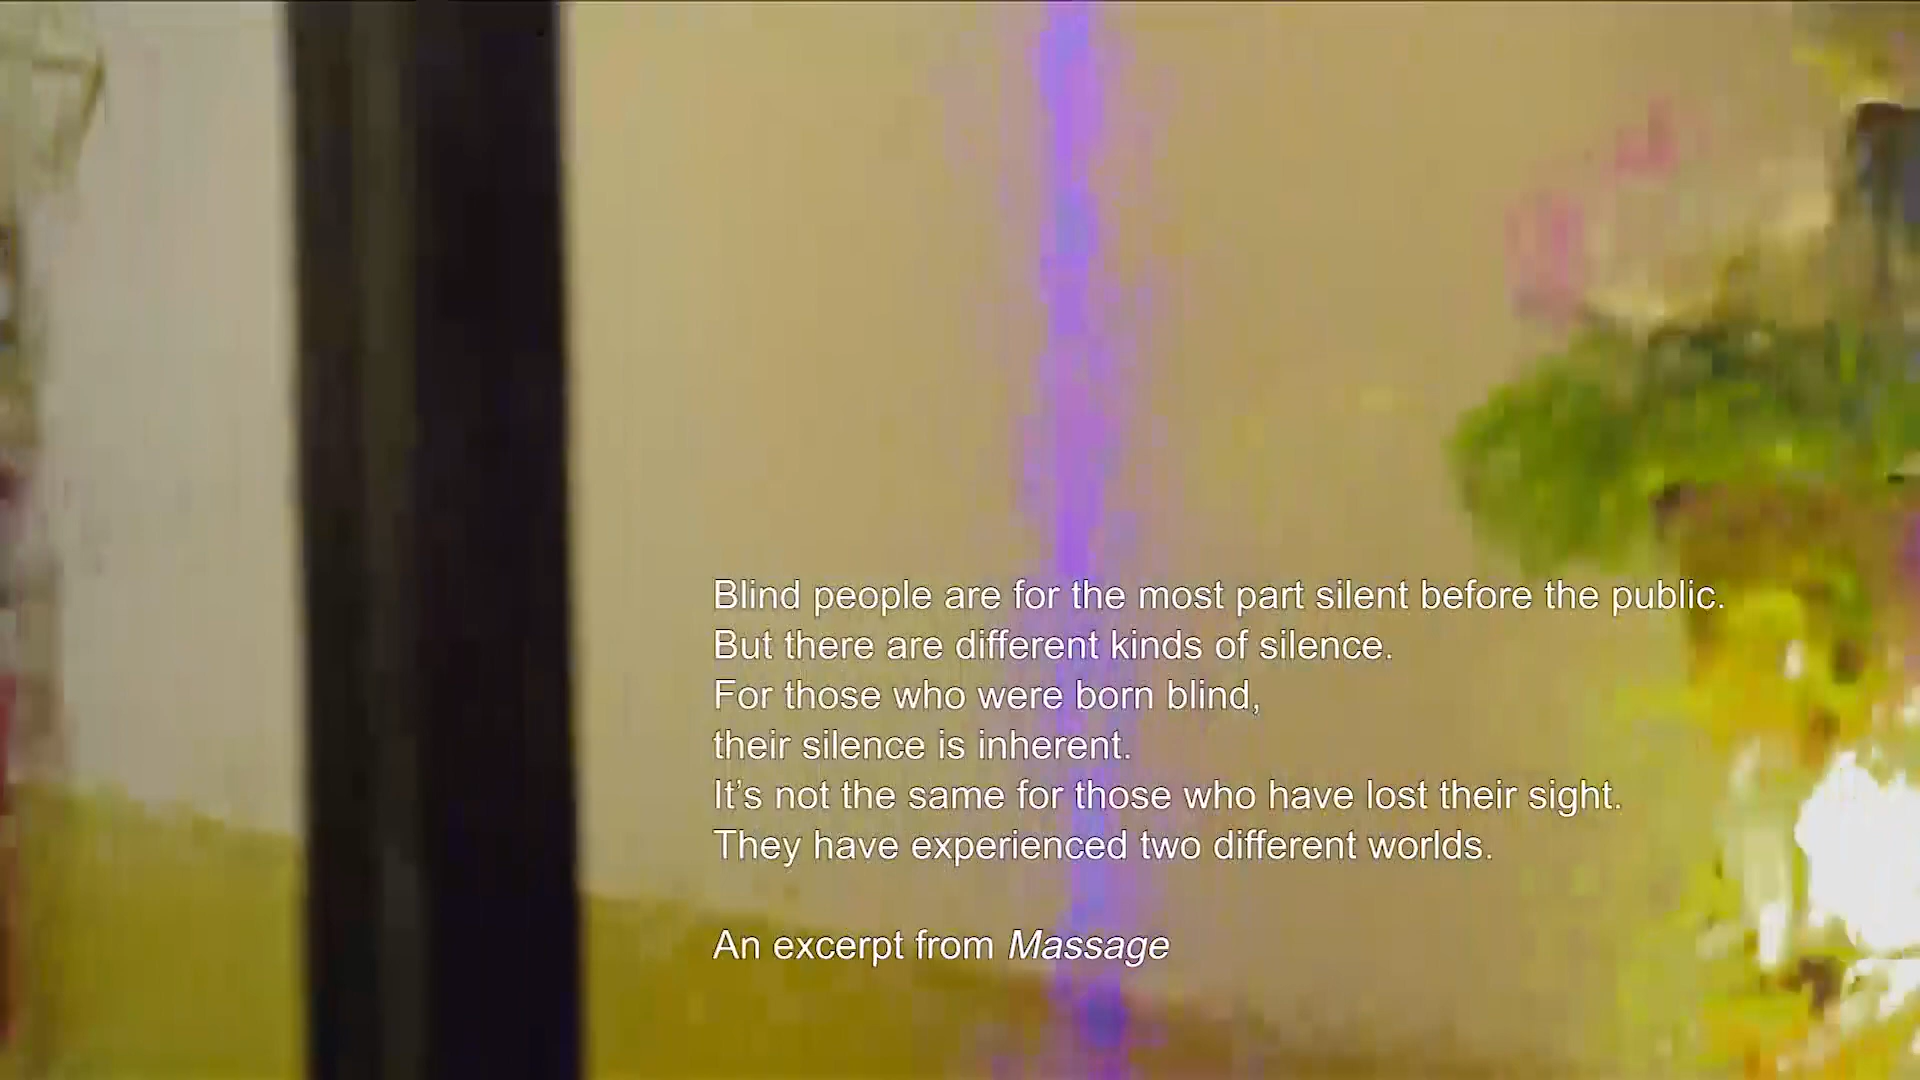 Blind people are for the most part silent before the public.
But there are different kinds of silence.
For those who were born blind,
their silence is inherent.
It’s not the same for those who have lost their sight.
They have experienced two different worlds.
An excerpt from Massage